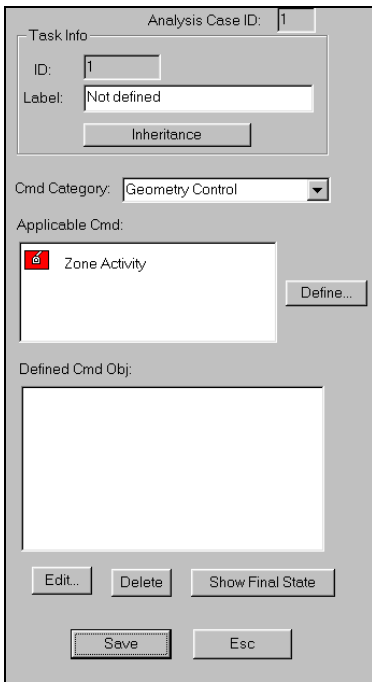 Analysis Case ID: 1
Task Info
ID: 1
Label: Not defined
Inheritance
Cmd Category: Geometry Control
Applicable Cmd:
Zone Activity
Define...
Defined Cmd Obj:
Edit... Delete Show Final State
Save Esc